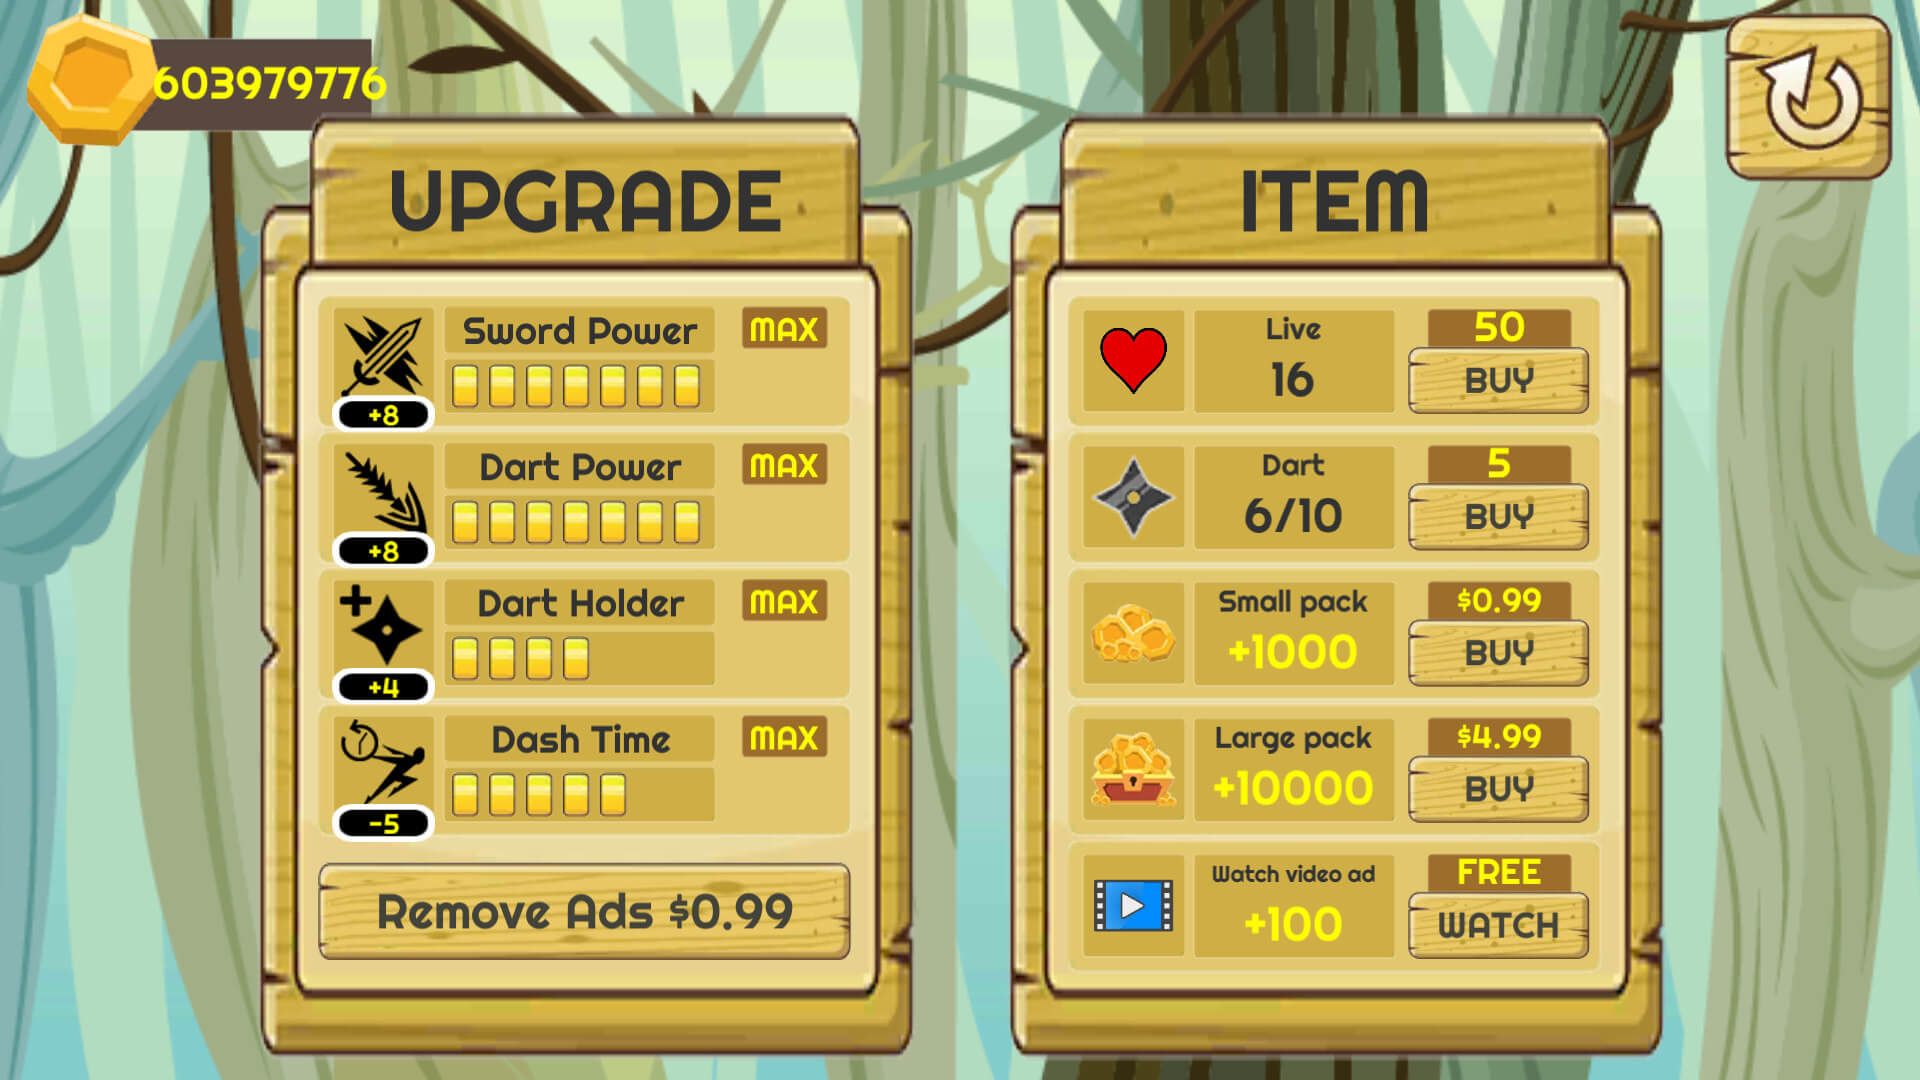 603979776
UPGRADE
Sword Power
MAX
+8
Dart Power
MAX
+8
Dart Holder
MAX
+4
Dash Time
MAX
-5
Remove Ads $0.99
ITEM
Live
16
50
BUY
Dart
6/10
5
BUY
Small pack
+1000
$0.99
BUY
Large pack
+10000
$4.99
BUY
Watch video ad
+100
FREE
WATCH